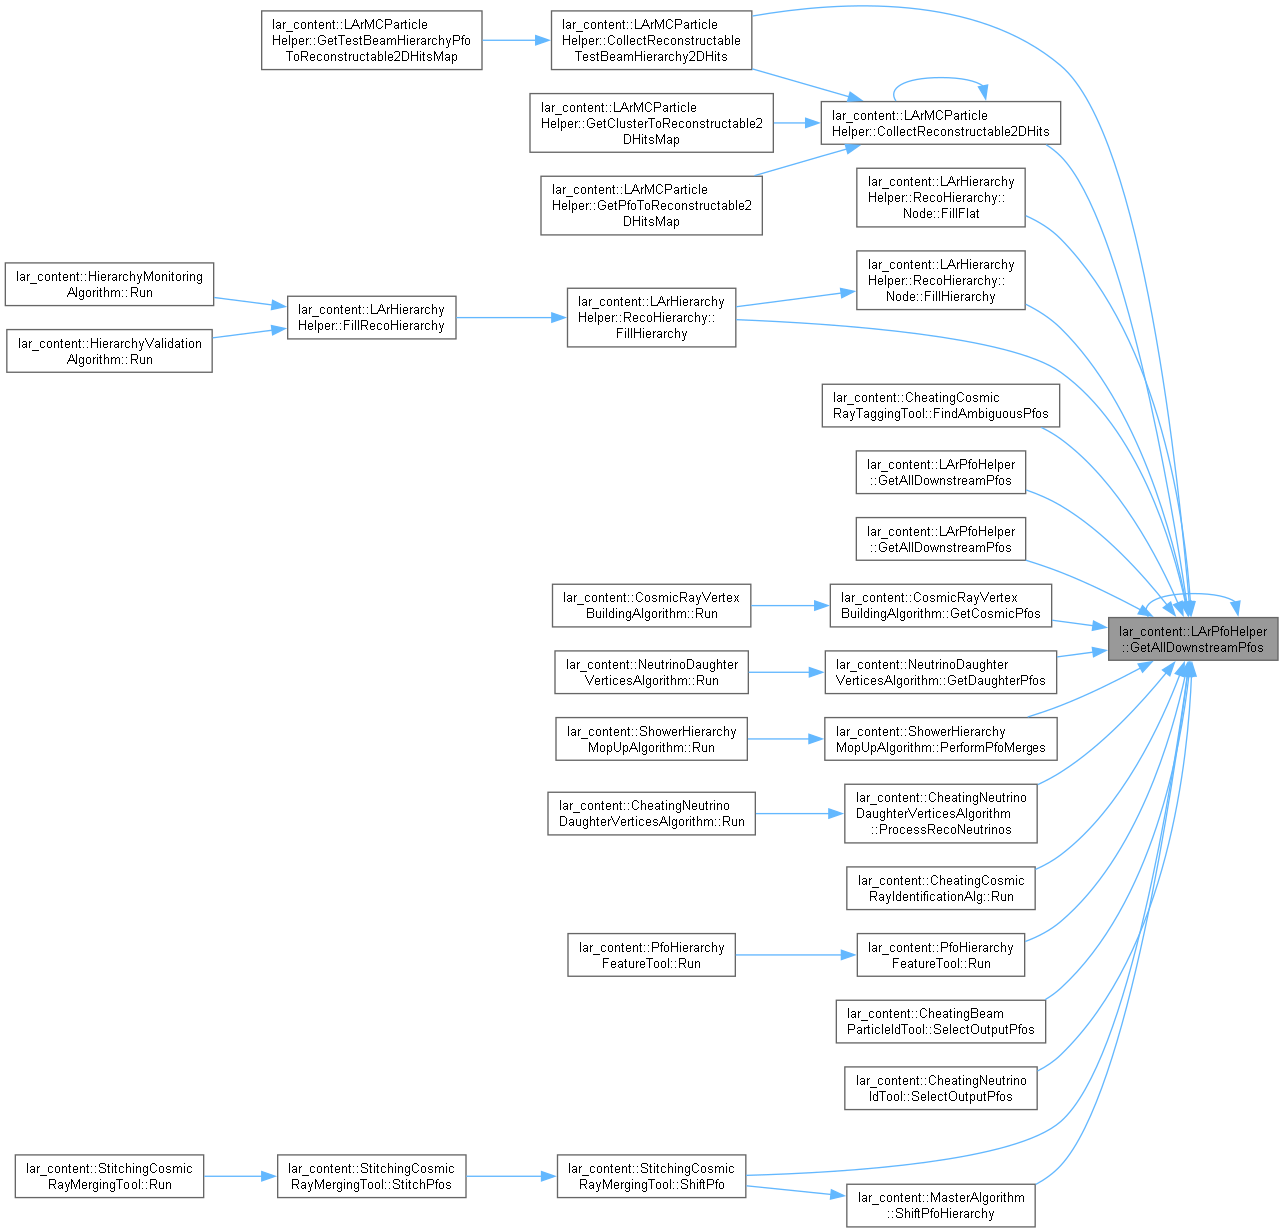 lar_content::LArMCParticle
Helper::GetTestBeamHierarchyPfo
ToReconstructable2DHitsMap
lar_content::LArMCParticle
Helper::CollectReconstructable
TestBeamHierarchy2DHits
lar_content::LArMCParticle
Helper::GetClusterToReconstructable2
DHitsMap
lar_content::LArMCParticle
Helper::CollectReconstructable2DHits
lar_content::LArMCParticle
Helper::GetPfoToReconstructable2
DHitsMap
lar_content::LArHierarchy
Helper::RecoHierarchy::
Node::FillFlat
lar_content::LArHierarchy
Helper::RecoHierarchy::
Node::FillHierarchy
lar_content::HierarchyMonitoring
Algorithm::Run
lar_content::HierarchyValidation
Algorithm::Run
lar_content::LArHierarchy
Helper::FillRecoHierarchy
lar_content::LArHierarchy
Helper::RecoHierarchy::
FillHierarchy
lar_content::CheatingCosmic
RayTaggingTool::FindAmbiguousPfos
lar_content::LArPfoHelper
::GetAllDownstreamPfos
lar_content::LArPfoHelper
::GetAllDownstreamPfos
lar_content::CosmicRayVertex
BuildingAlgorithm::Run
lar_content::CosmicRayVertex
BuildingAlgorithm::GetCosmicPfos
lar_content::LArPfoHelper
::GetAllDownstreamPfos
lar_content::NeutrinoDaughter
VerticesAlgorithm::Run
lar_content::NeutrinoDaughter
VerticesAlgorithm::GetDaughterPfos
lar_content::ShowerHierarchy
MopUpAlgorithm::Run
lar_content::ShowerHierarchy
MopUpAlgorithm::PerformPfoMerges
lar_content::CheatingNeutrino
DaughterVerticesAlgorithm::Run
lar_content::CheatingNeutrino
DaughterVerticesAlgorithm
::ProcessRecoNeutrinos
lar_content::CheatingCosmic
RayIdentificationAlg::Run
lar_content::PfoHierarchy
FeatureTool::Run
lar_content::PfoHierarchy
FeatureTool::Run
lar_content::CheatingBeam
ParticleIdTool::SelectOutputPfos
lar_content::CheatingNeutrino
IdTool::SelectOutputPfos
lar_content::StitchingCosmic
RayMergingTool::Run
lar_content::StitchingCosmic
RayMergingTool::StitchPfos
lar_content::StitchingCosmic
RayMergingTool::ShiftPfo
lar_content::MasterAlgorithm
::ShiftPfoHierarchy